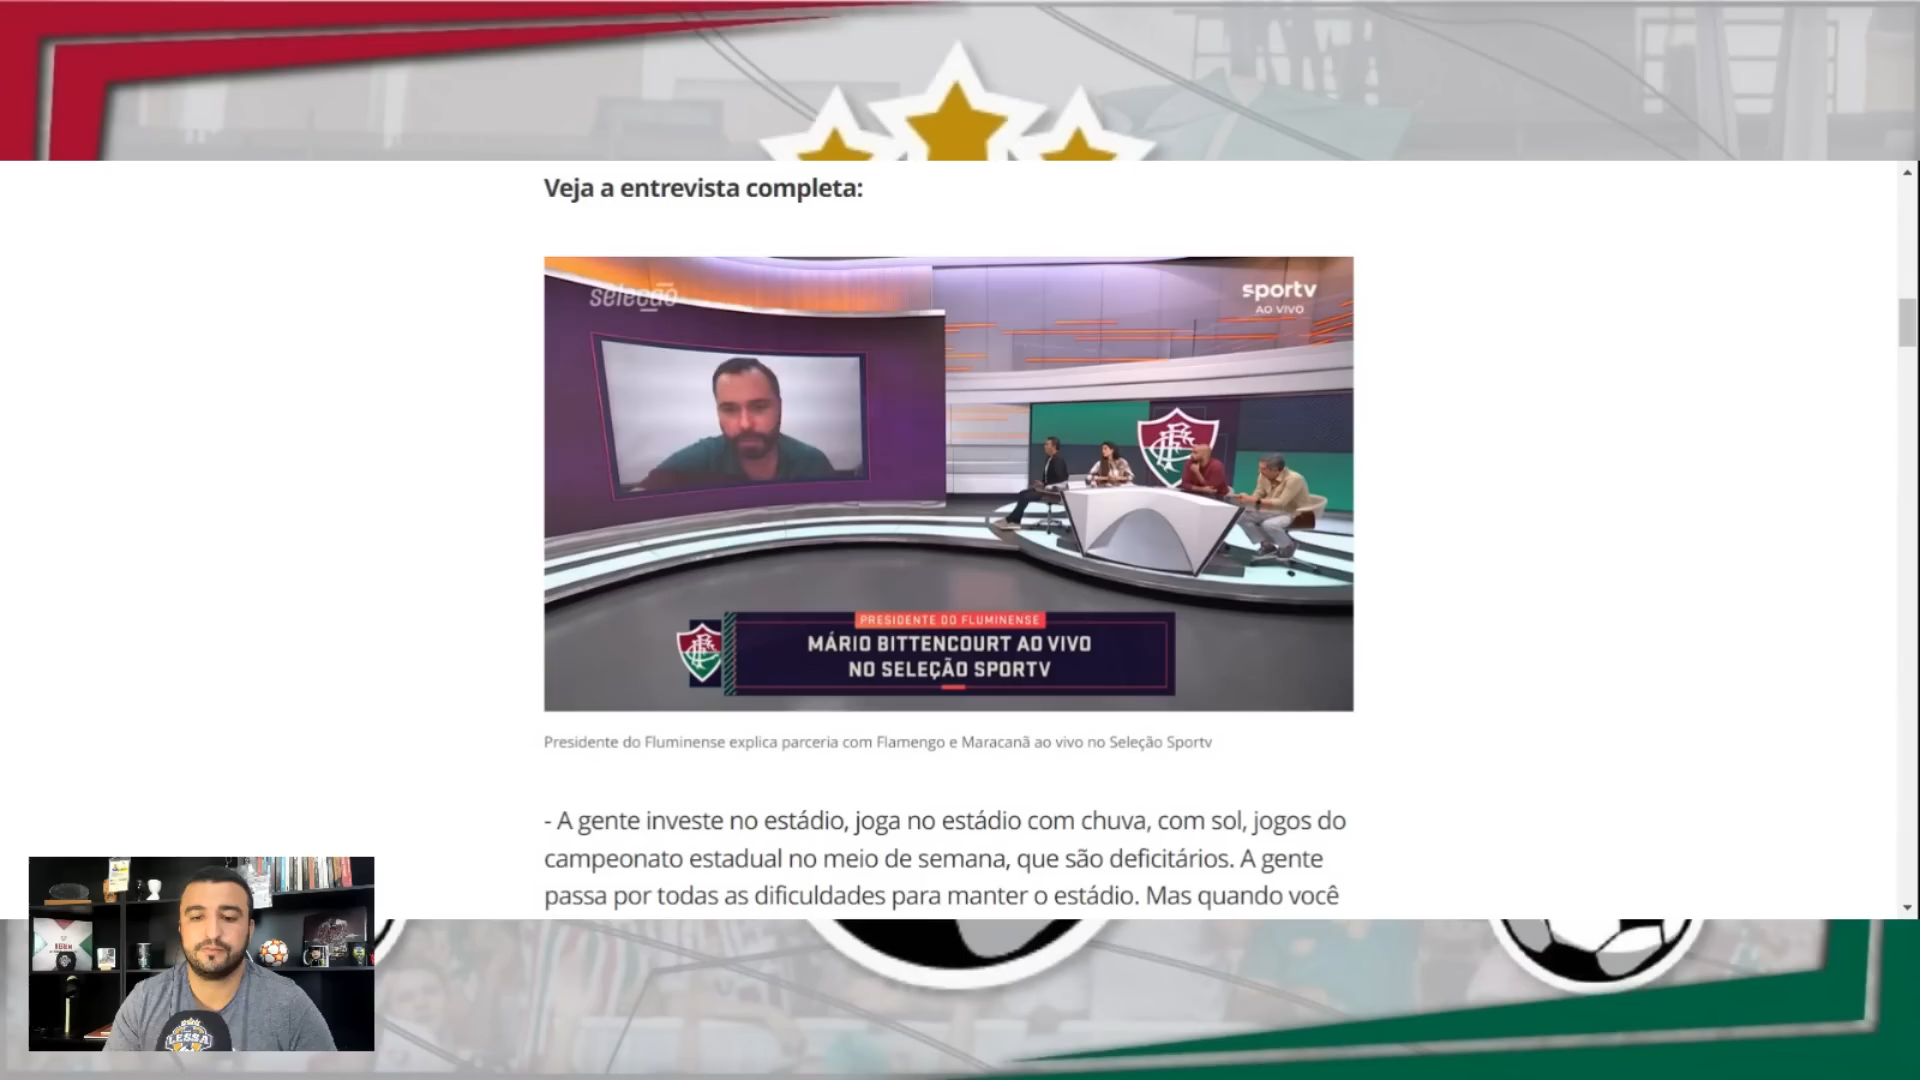 Veja a entrevista completa:
seleção
sportv
AO VIVO
PRESIDENTE DO FLUMINENSE
MÁRIO BITTENCOURT AO VIVO
NO SELEÇÃO SPORTV
Presidente do Fluminense explica parceria com Flamengo e Maracanã ao vivo no Seleção Sportv
- A gente investe no estádio, joga no estádio com chuva, com sol, jogos do
campeonato estadual no meio de semana, que são deficitários. A gente
passa por todas as dificuldades para manter o estádio. Mas quando você
LESSA